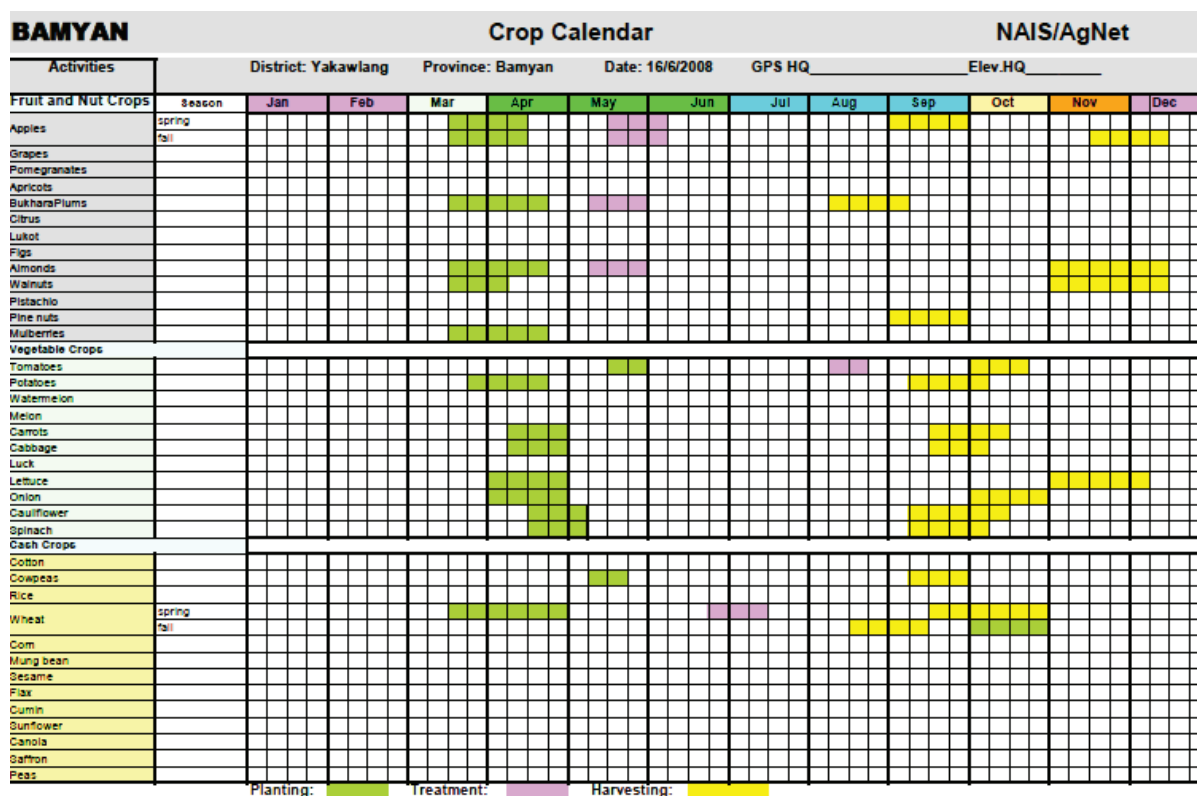 BAMYAN Crop Calendar NAIS/AgNet
Activities District: Yakawlang Province: Bamyan Date: 16/6/2008 GPS HQ____________________ Elev.HQ_________
Fruit and Nut Crops Season Jan Feb Mar Apr May Jun Jul Aug Sep Oct Nov Dec
Apples spring
fall
Grapes
Pomegranates
Apricots
BukharaPlums
Citrus
Lukot
Figs
Almonds
Walnuts
Pistachio
Pine nuts
Mulberries
Vegetable Crops
Tomatoes
Potatoes
Watermelon
Melon
Carrots
Cabbage
Luck
Lettuce
Onion
Cauliflower
Spinach
Cash Crops
Cotton
Cowpeas
Rice
Wheat spring
fall
Corn
Mung bean
Sesame
Flax
Cumin
Sunflower
Canola
Saffron
Peas
Planting: Treatment: Harvesting: